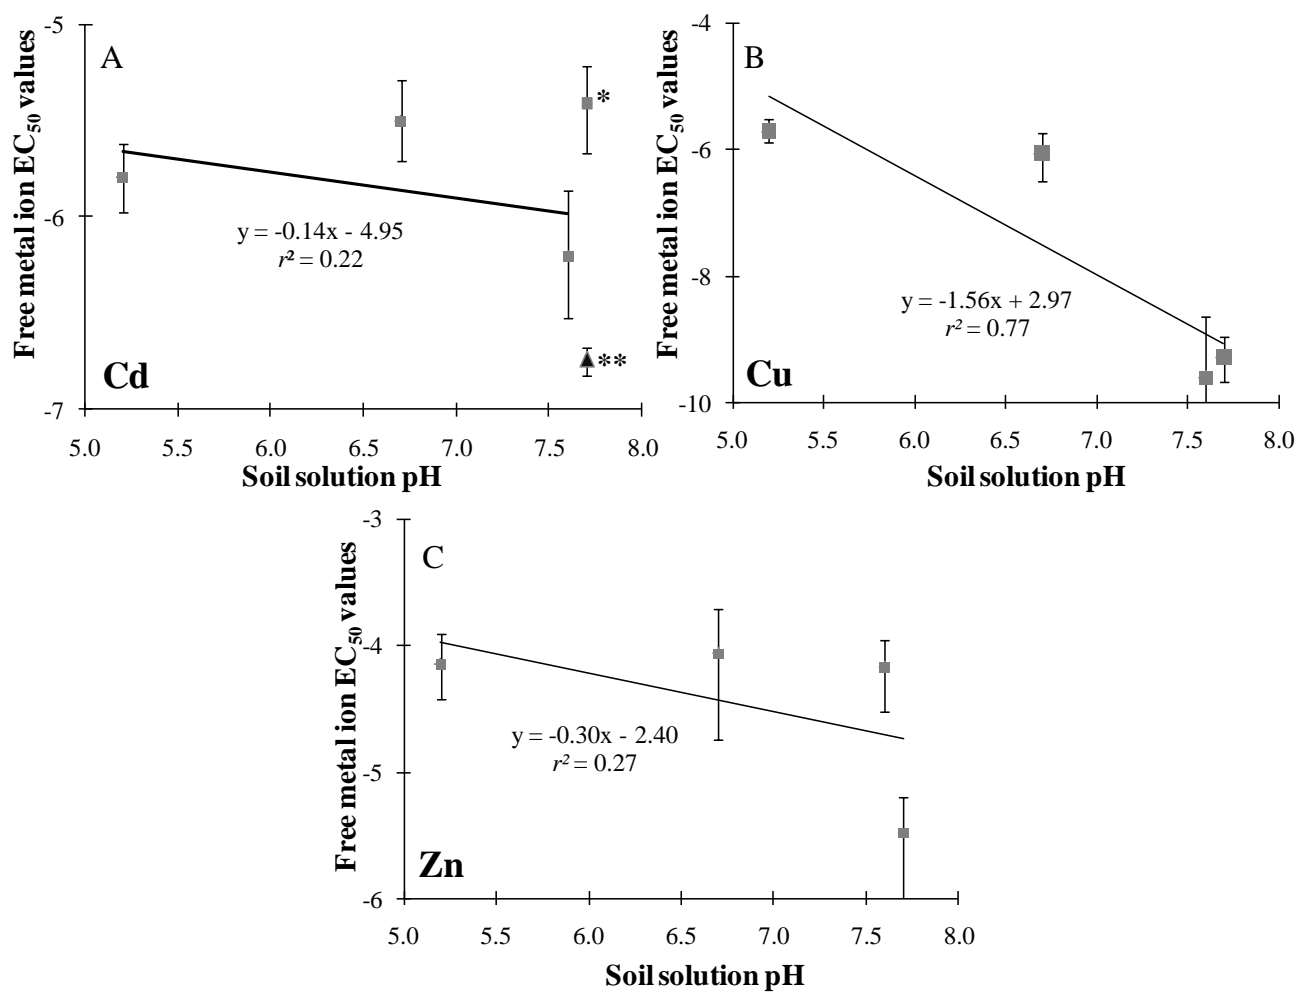 A
Free metal ion EC50 values
-5
-6
-7
*
y = -0.14x - 4.95
r² = 0.22
**
Cd
5.0 5.5 6.0 6.5 7.0 7.5 8.0
Soil solution pH
B
Free metal ion EC50 values
-4
-6
-8
-10
y = -1.56x + 2.97
r² = 0.77
Cu
5.0 5.5 6.0 6.5 7.0 7.5 8.0
Soil solution pH
C
Free metal ion EC50 values
-3
-4
-5
-6
y = -0.30x - 2.40
r² = 0.27
Zn
5.0 5.5 6.0 6.5 7.0 7.5 8.0
Soil solution pH